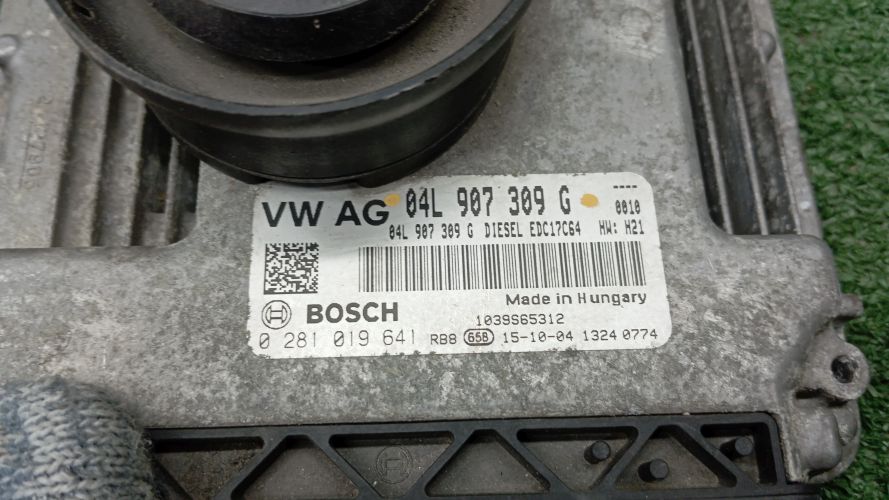 VW AG 04L 907 309 G ----
04L 907 309 G DIESEL EDC17C64 HW: H21 0010
BOSCH Made in Hungary
1039S65312
0 281 019 641 RB8 658 15-10-04 1324 0774